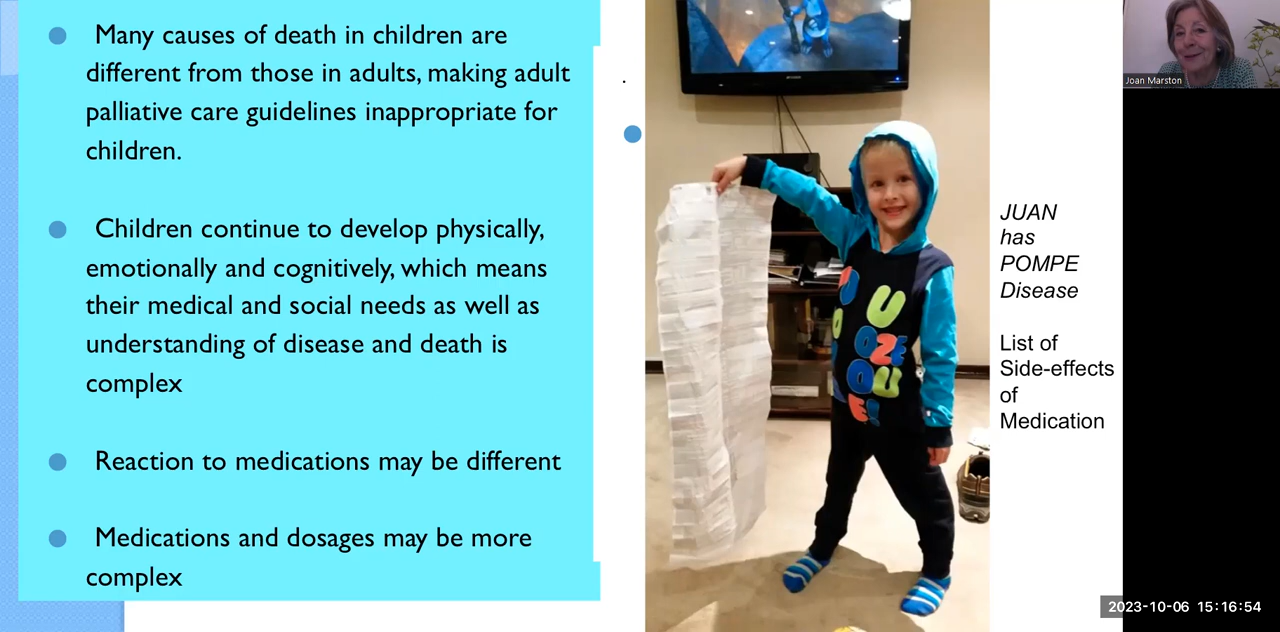 Many causes of death in children are
different from those in adults, making adult
palliative care guidelines inappropriate for
children.
Children continue to develop physically,
emotionally and cognitively, which means
their medical and social needs as well as
understanding of disease and death is
complex
Reaction to medications may be different
Medications and dosages may be more
complex
.
JUAN
has
POMPE
Disease
List of
Side-effects
of
Medication
Joan Marston
2023-10-06 15:16:54